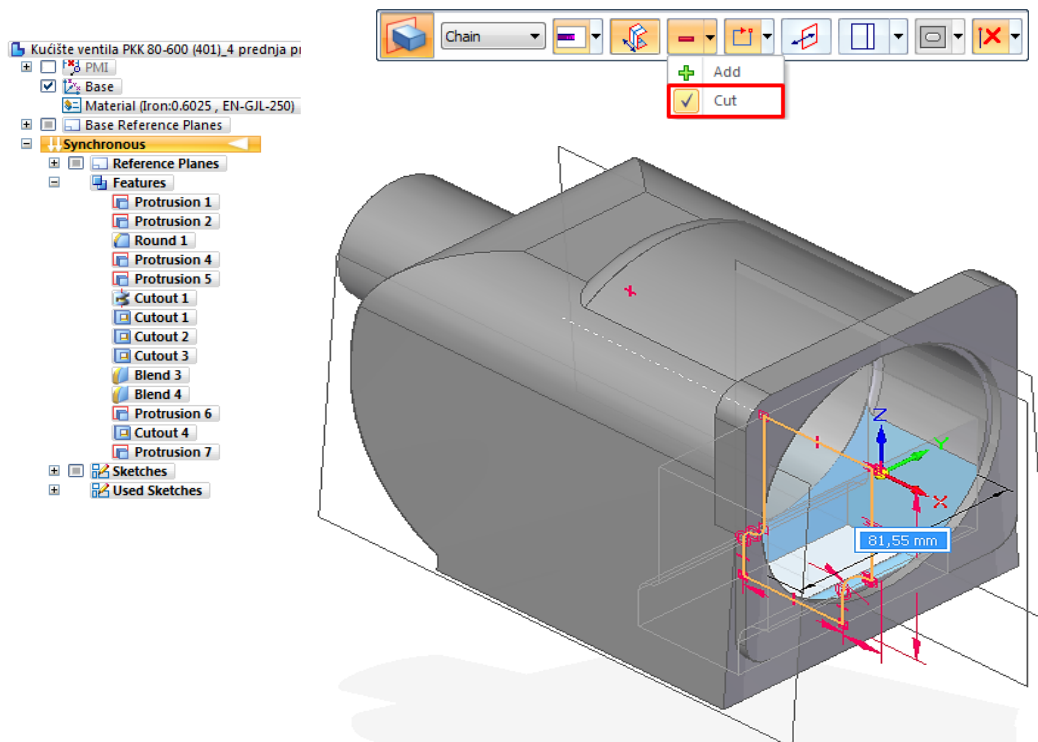 Chain
Add
Cut
Kućište ventila PKK 80-600 (401)_4 prednja
PMI
Base
Material (Iron:0.6025 , EN-GJL-250)
Base Reference Planes
Synchronous
Reference Planes
Features
Protrusion 1
Protrusion 2
Round 1
Protrusion 4
Protrusion 5
Cutout 1
Cutout 1
Cutout 2
Cutout 3
Blend 3
Blend 4
Protrusion 6
Cutout 4
Protrusion 7
Sketches
Used Sketches
Z
Y
X
81,55 mm